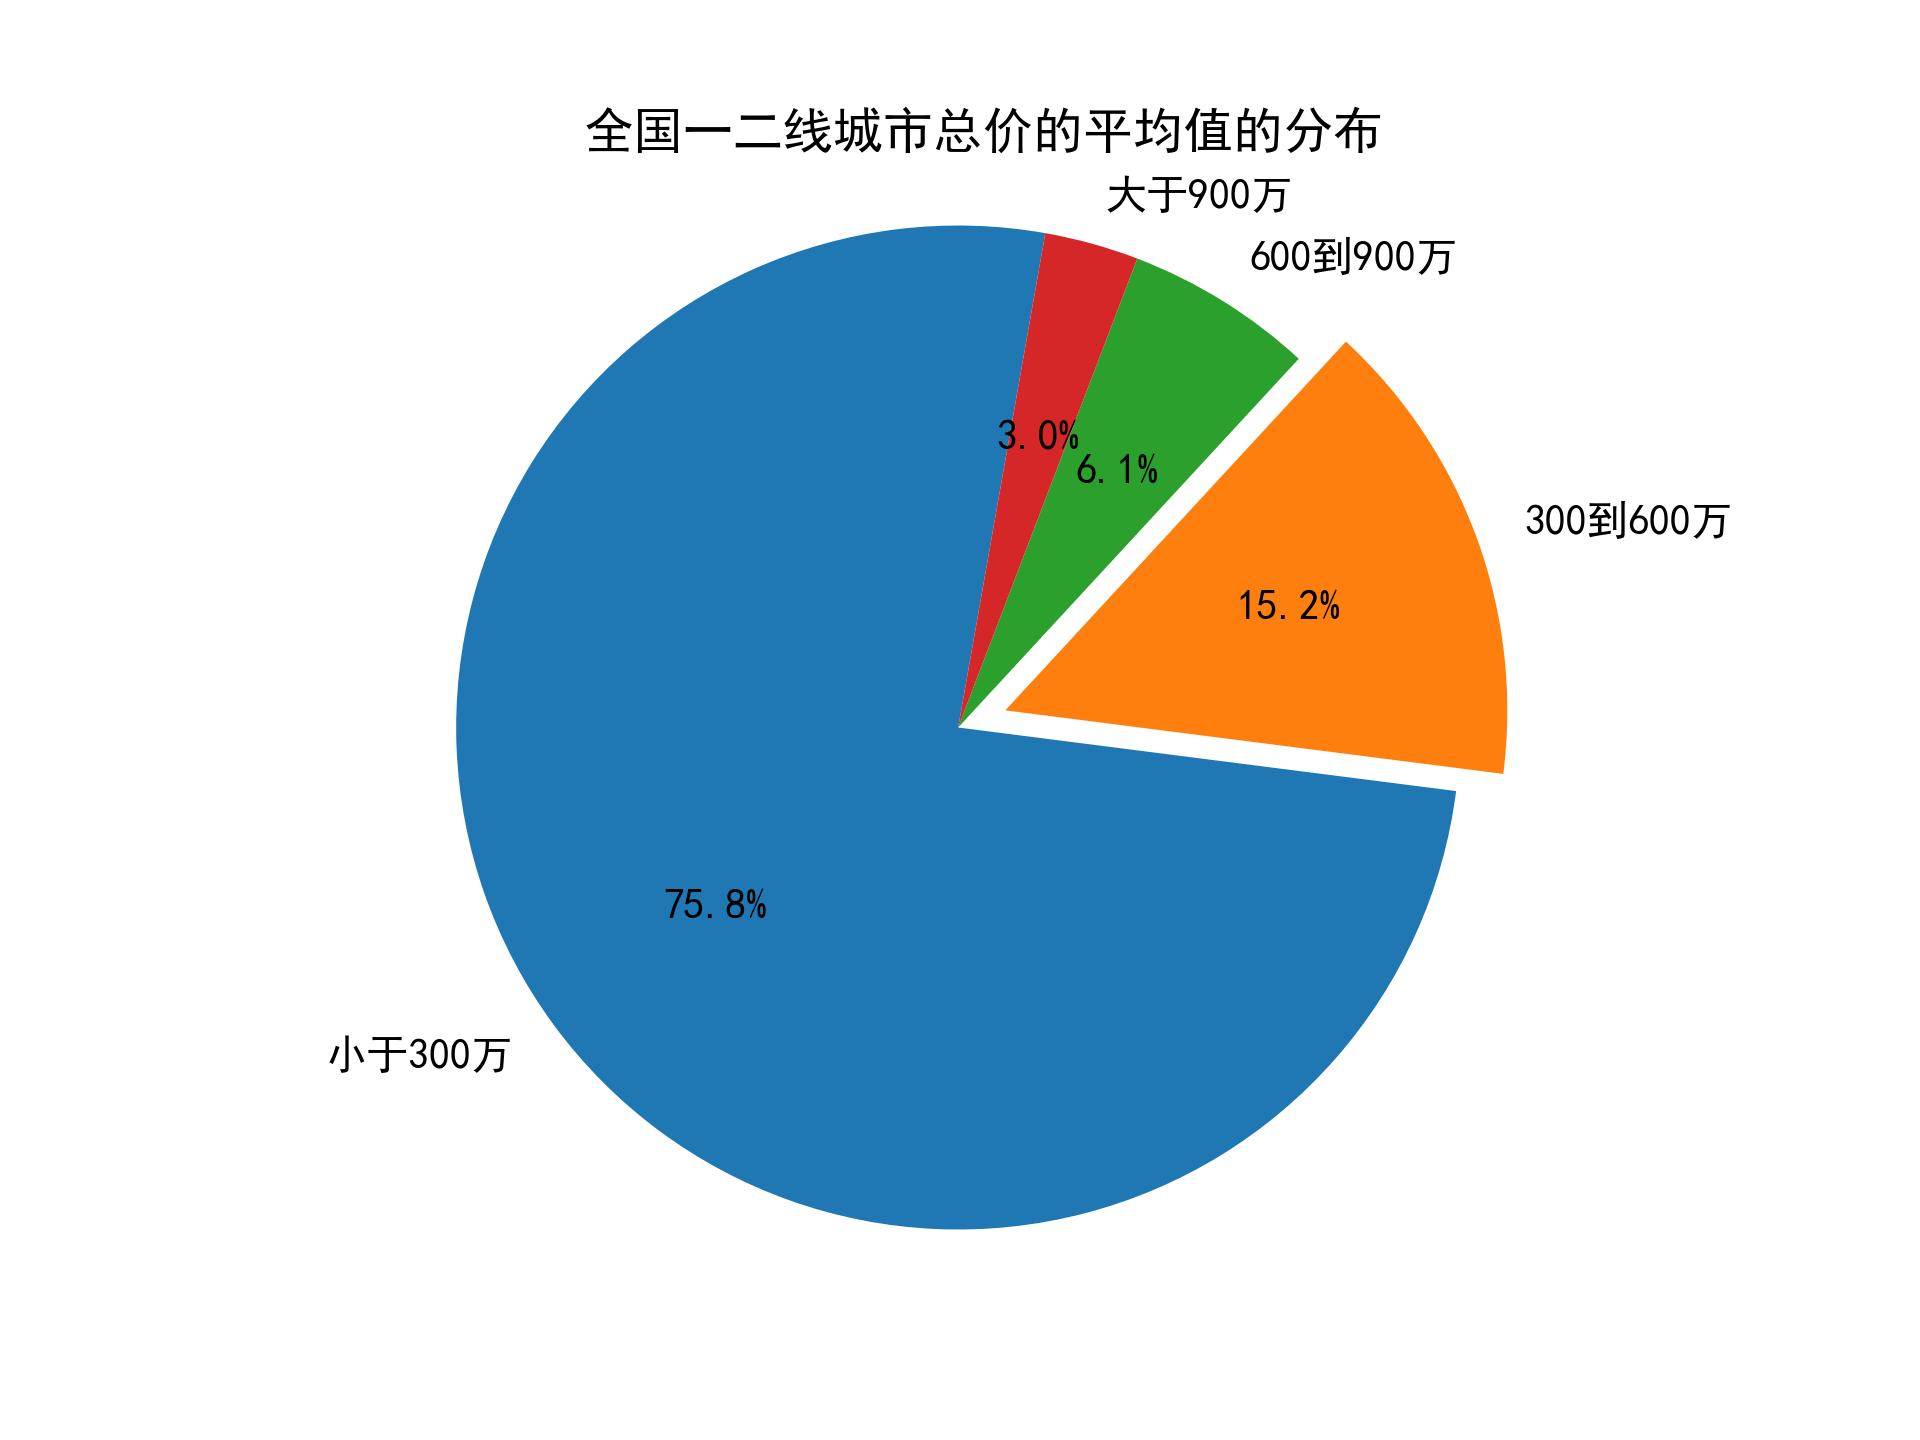 全国一二线城市总价的平均值的分布
大于900万
600到900万
3.0%
6.1%
300到600万
15.2%
75.8%
小于300万